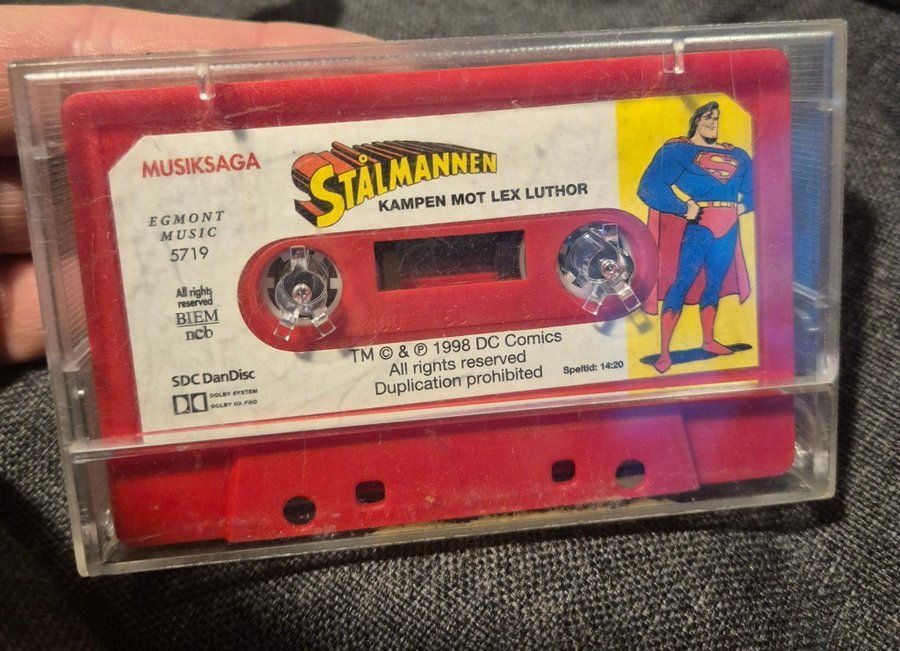 MUSIKSAGA
STÅLMANNEN
KAMPEN MOT LEX LUTHOR
EGMONT
MUSIC
5719
All rights
reserved
BIEM
ncb
SDC DanDisc
DOLBY SYSTEM
DOLBY HX PRO
TM © & ℗ 1998 DC Comics
All rights reserved
Duplication prohibited
Speltid: 14:20
S